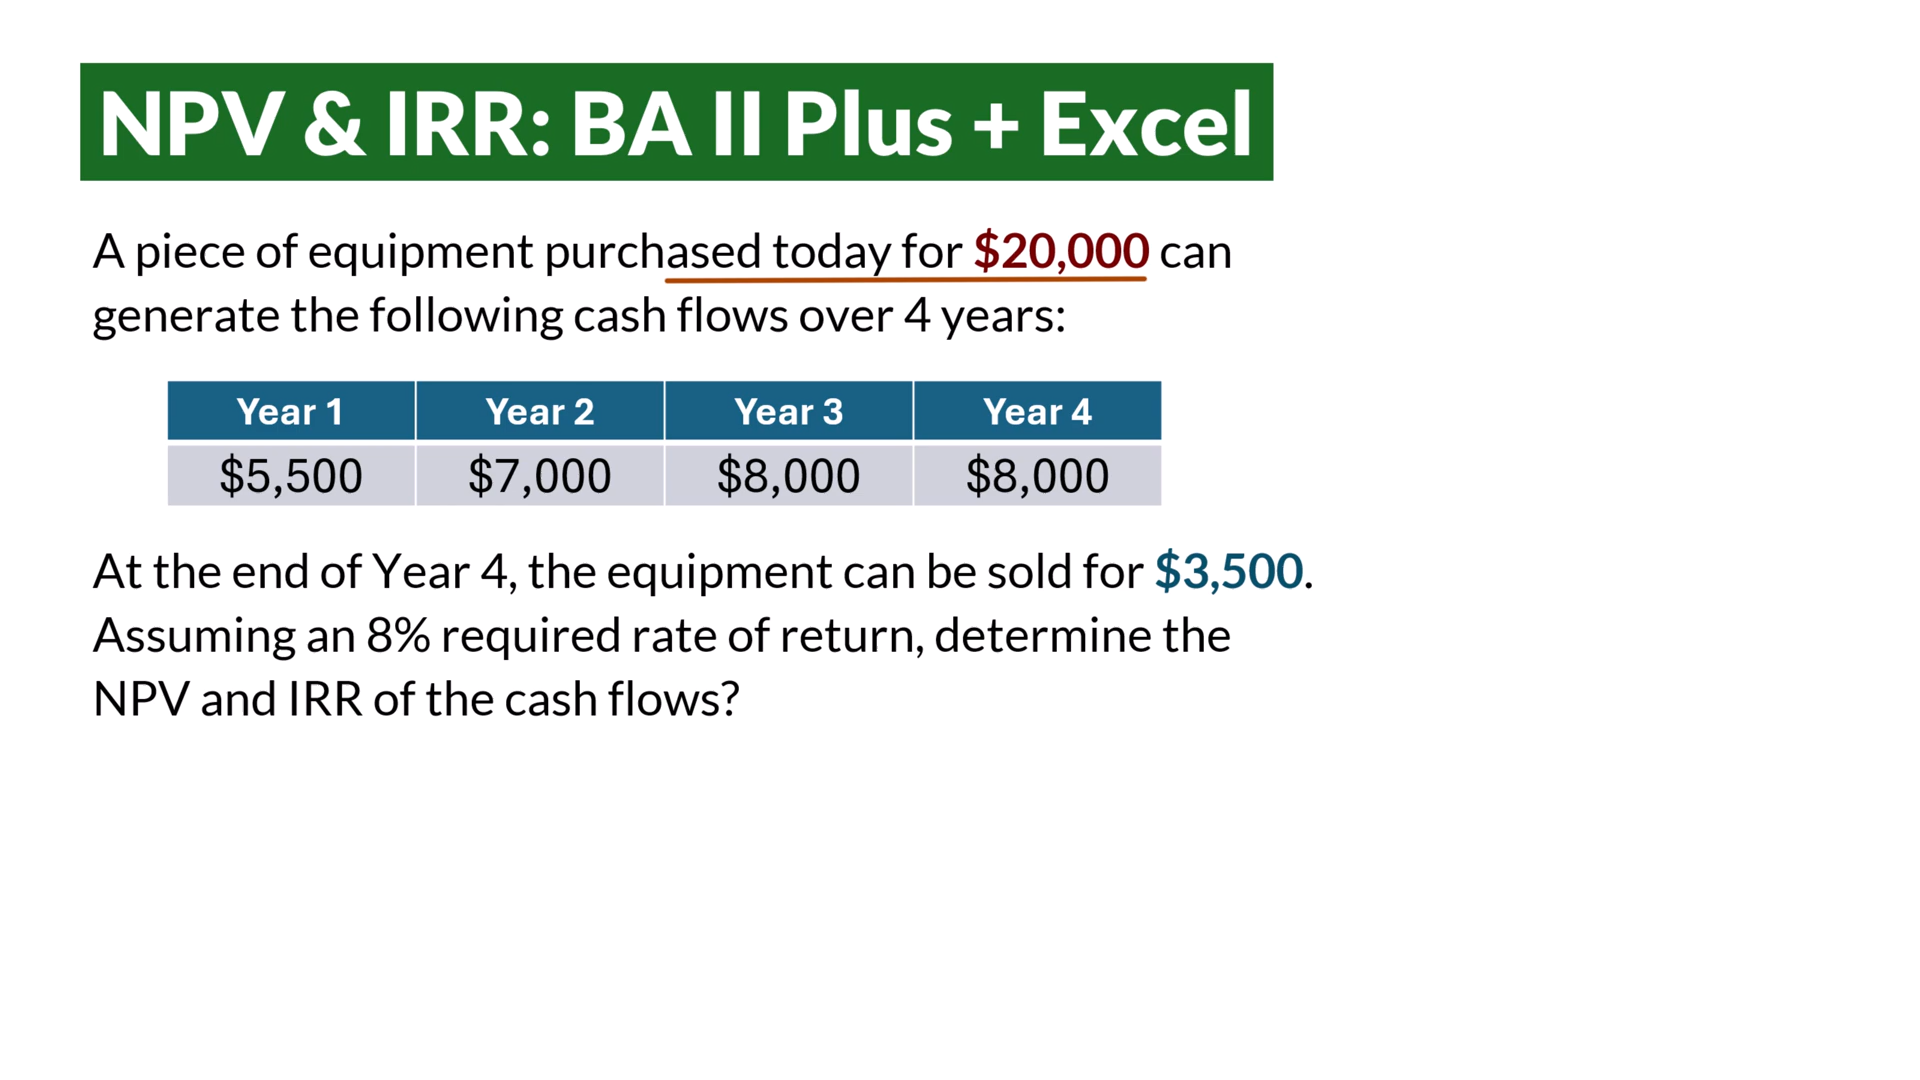 NPV & IRR: BA II Plus + Excel
A piece of equipment purchased today for $20,000 can
generate the following cash flows over 4 years:
Year 1 Year 2 Year 3 Year 4
$5,500 $7,000 $8,000 $8,000
At the end of Year 4, the equipment can be sold for $3,500.
Assuming an 8% required rate of return, determine the
NPV and IRR of the cash flows?